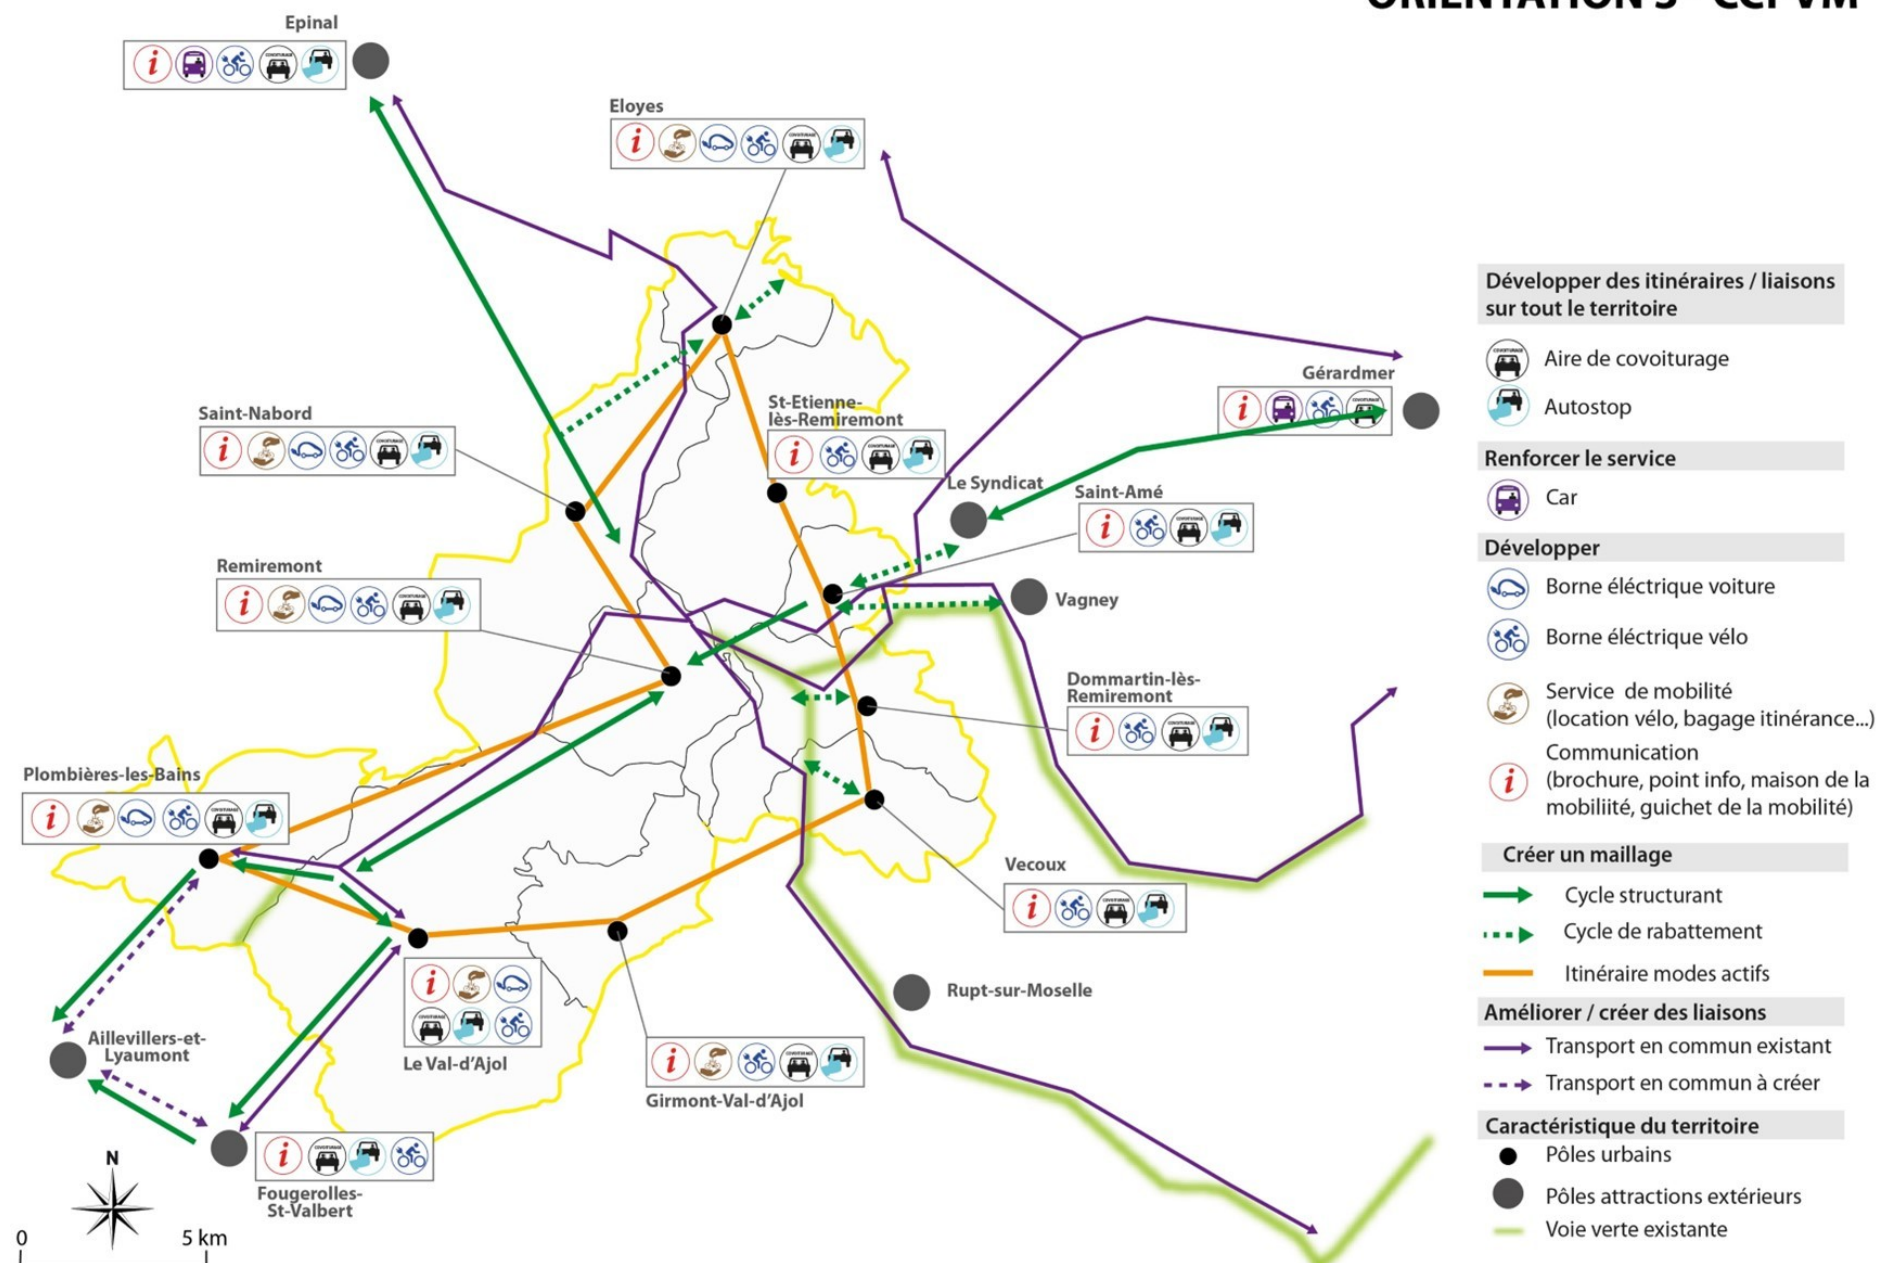 Epinal
Eloyes
Saint-Nabord
St-Etienne-
lès-Remiremont
Gérardmer
Le Syndicat
Saint-Amé
Remiremont
Vagney
Dommartin-lès-
Remiremont
Plombières-les-Bains
Vecoux
Rupt-sur-Moselle
Aillevillers-et-
Lyaumont
Le Val-d'Ajol
Girmont-Val-d'Ajol
Fougerolles-
St-Valbert
N
0 5 km
Développer des itinéraires / liaisons
sur tout le territoire
COVOITURAGE
Aire de covoiturage
Autostop
Renforcer le service
Car
Développer
Borne éléctrique voiture
Borne éléctrique vélo
Service de mobilité
(location vélo, bagage itinérance...)
Communication
(brochure, point info, maison de la
mobiliité, guichet de la mobilité)
Créer un maillage
Cycle structurant
Cycle de rabattement
Itinéraire modes actifs
Améliorer / créer des liaisons
Transport en commun existant
Transport en commun à créer
Caractéristique du territoire
Pôles urbains
Pôles attractions extérieurs
Voie verte existante